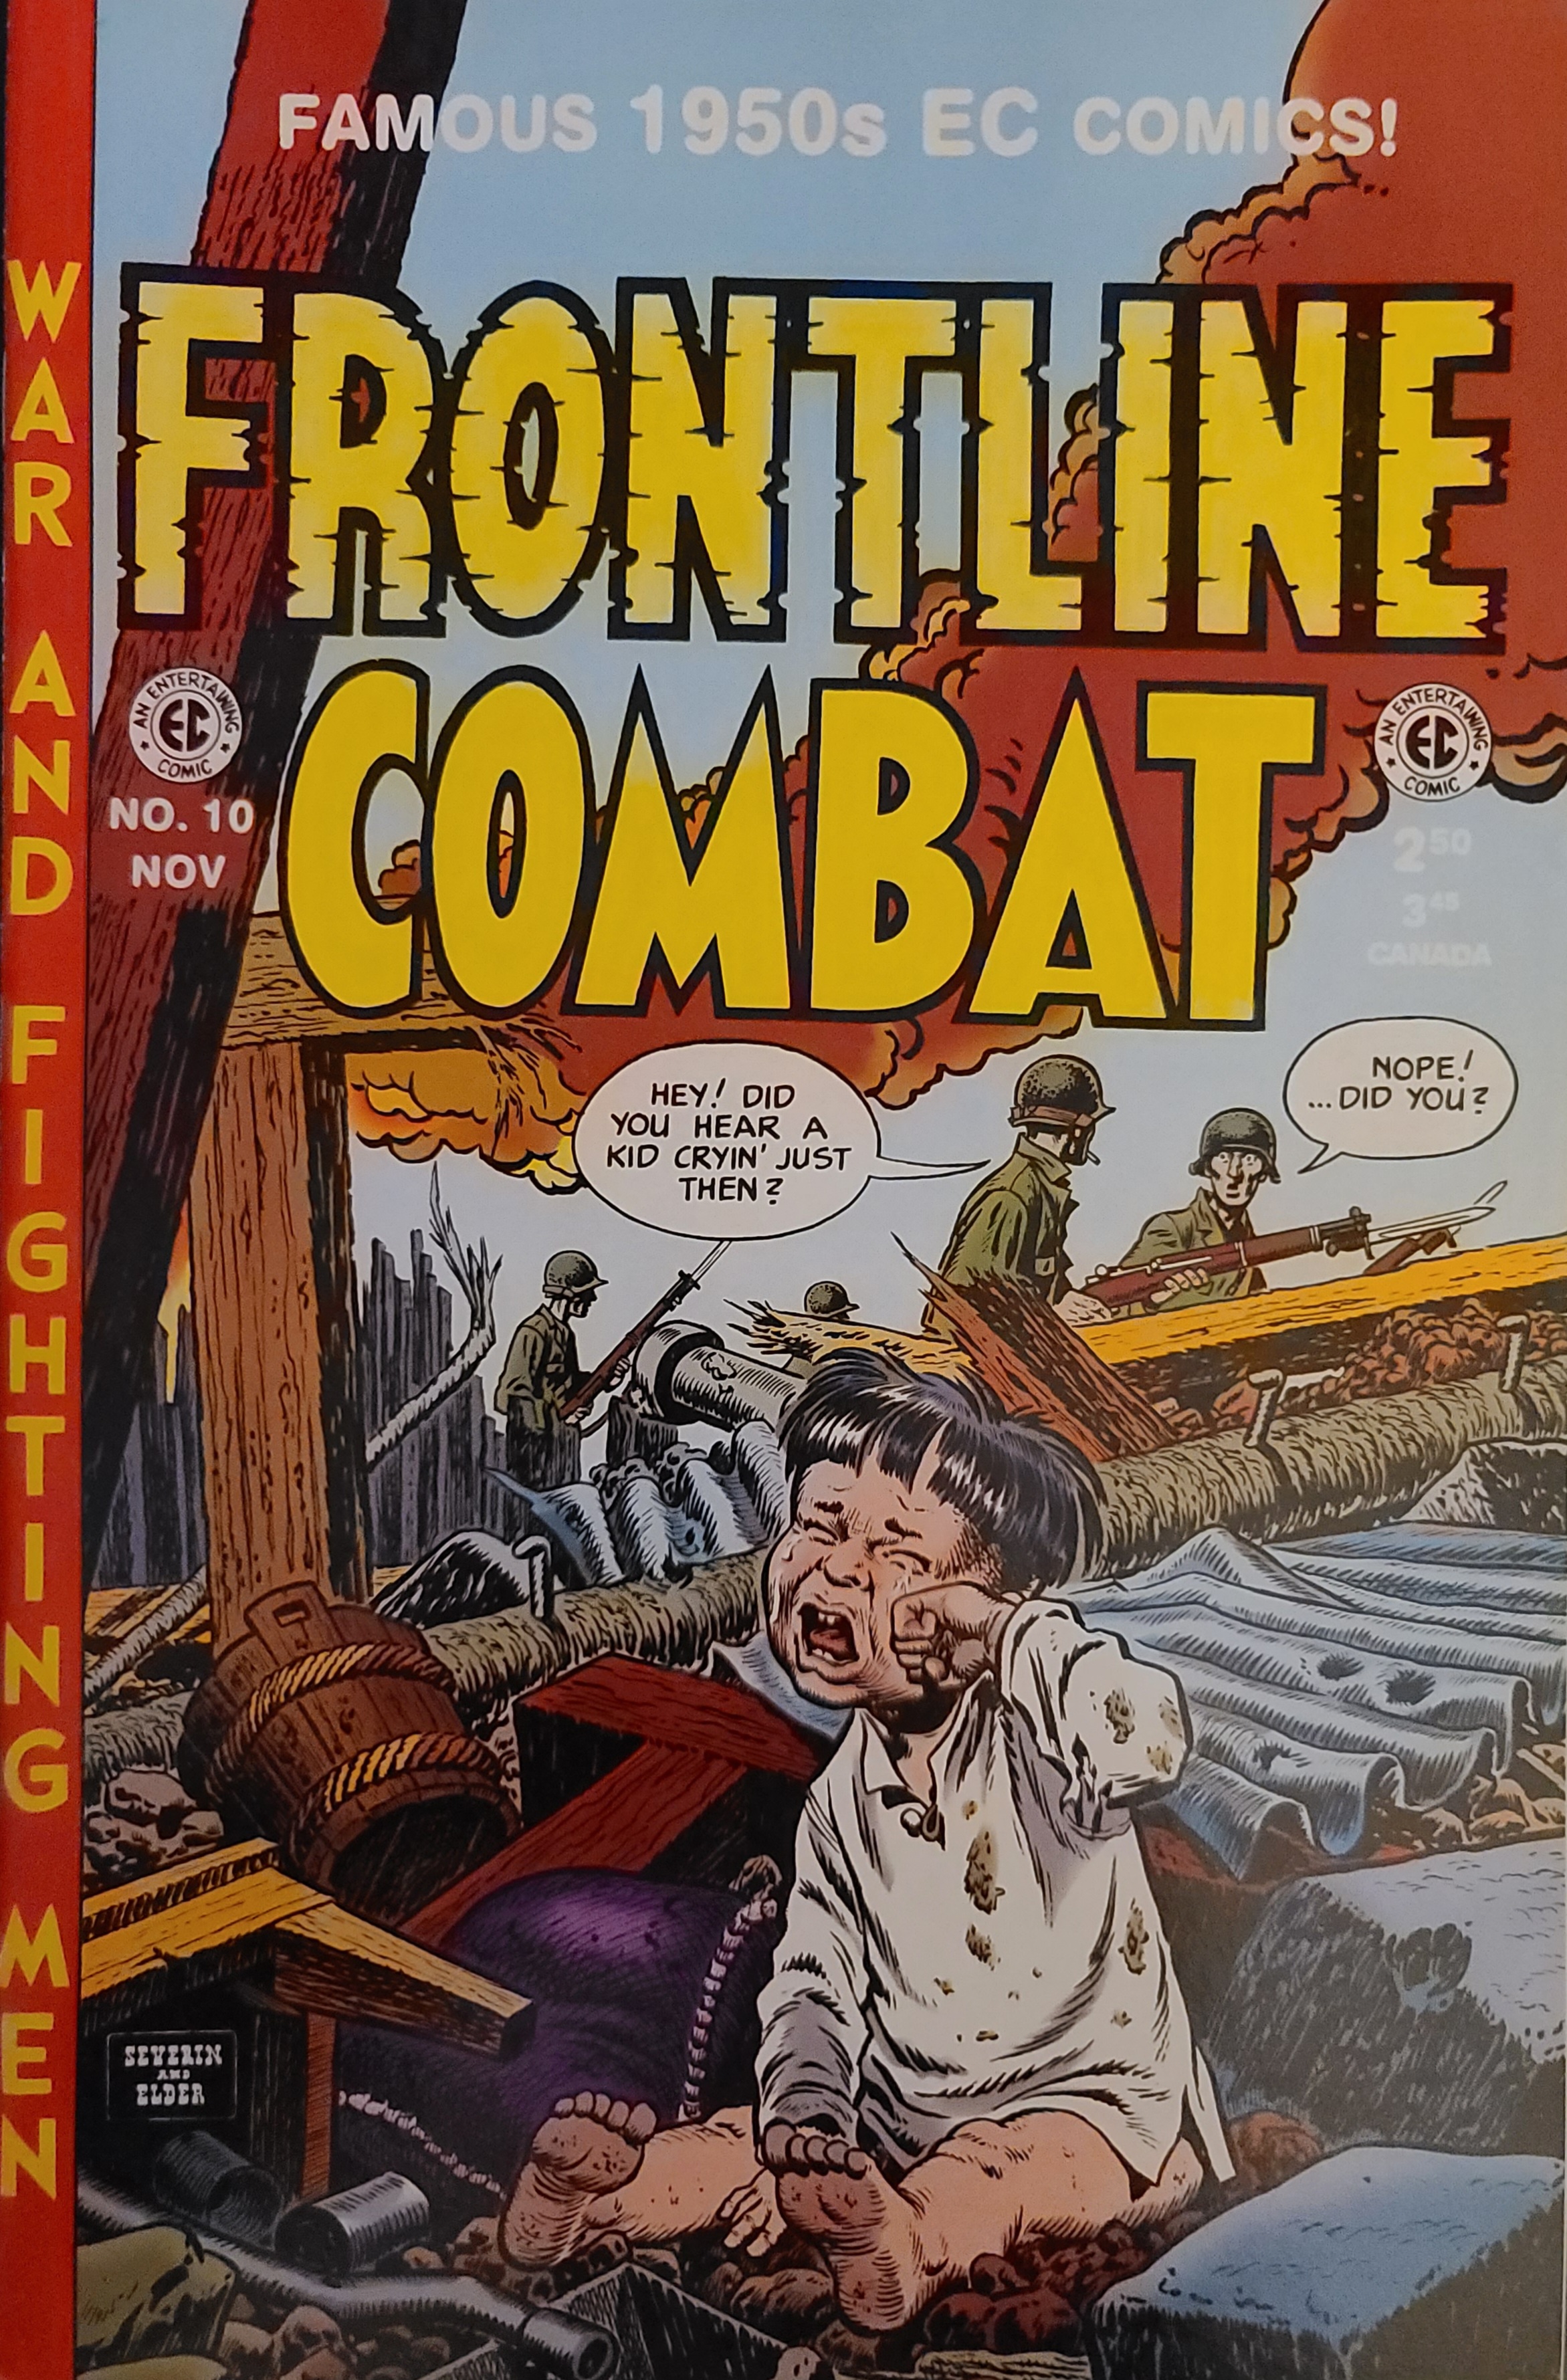 FAMOUS 1950s EC COMICS!
WAR AND FIGHTING MEN
FRONTLINE
COMBAT
AN ENTERTAINING
EC
COMIC
NO. 10
NOV
AN ENTERTAINING
EC
COMIC
2 50
3 45
CANADA
HEY! DID
YOU HEAR A
KID CRYIN' JUST
THEN?
NOPE!
...DID YOU?
SEVERIN
AND
ELDER